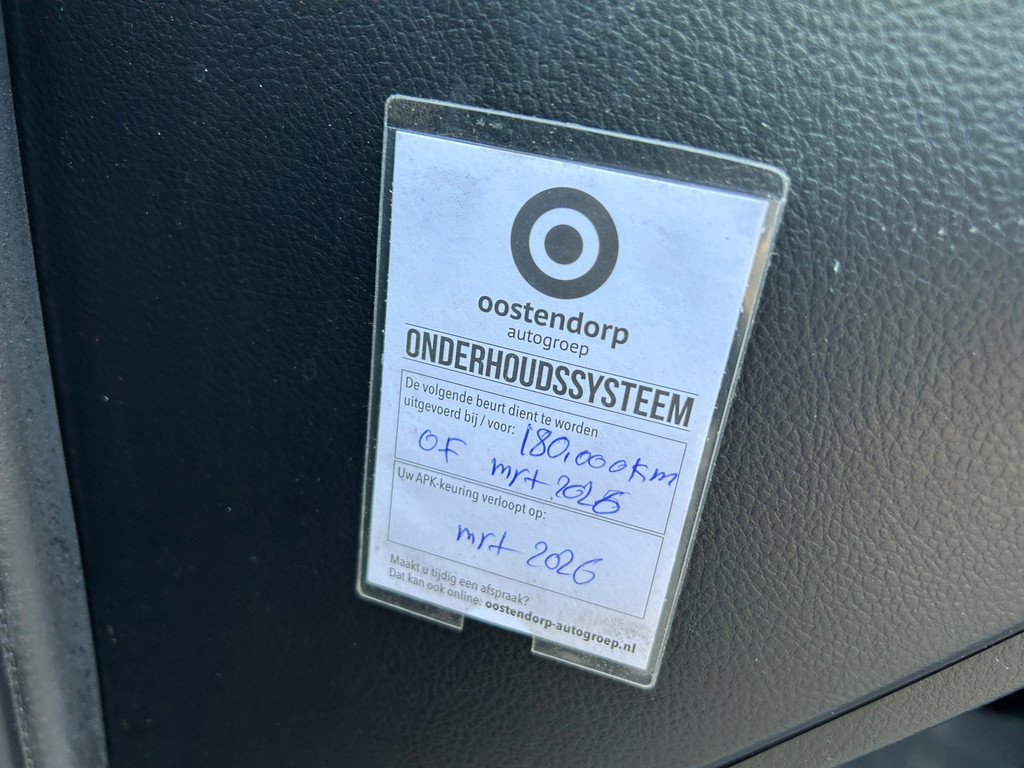 oostendorp
autogroep
ONDERHOUDSSYSTEEM
De volgende beurt dient te worden
uitgevoerd bij / voor: 180.000km
OF mrt 2026
Uw APK-keuring verloopt op:
mrt 2026
Maakt u tijdig een afspraak?
Dat kan ook online: oostendorp-autogroep.nl